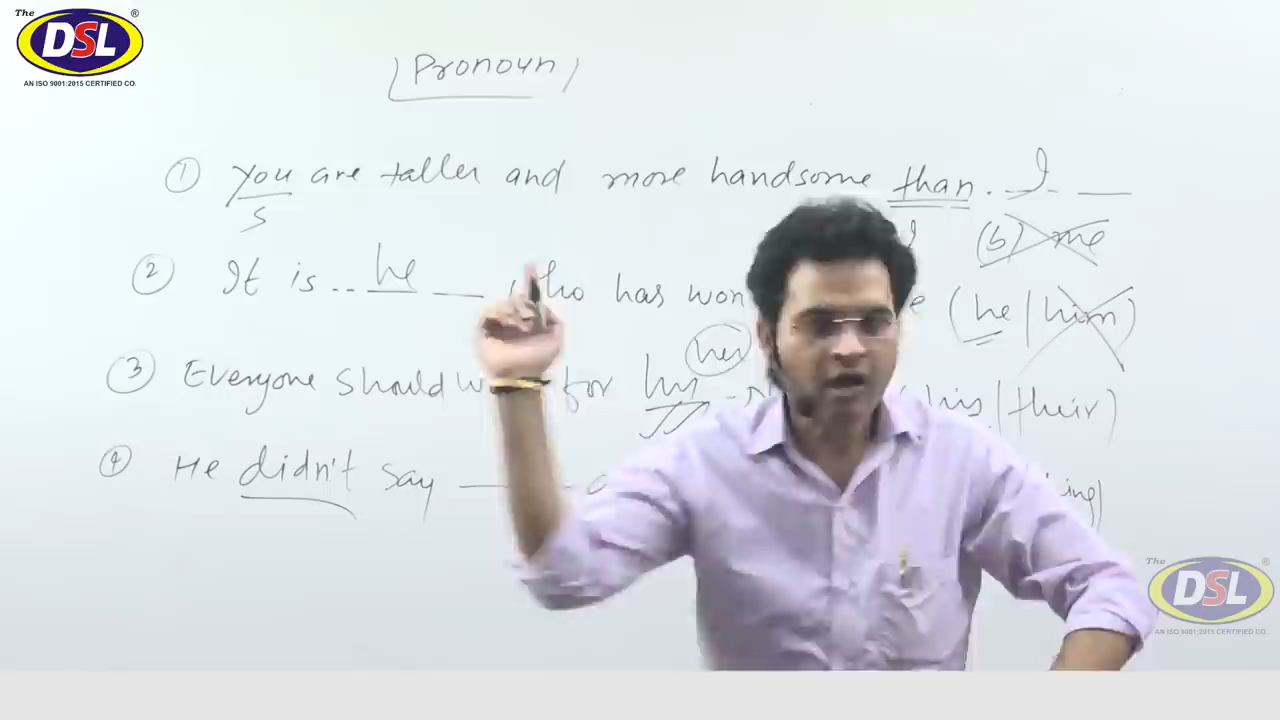 The DSL ®
AN ISO 9001:2015 CERTIFIED CO.
Pronoun
① You are taller and more handsome than .. I
S
(b) me
② It is .. he who has won (he / him)
her
③ Everyone should for his (his / their)
④ He didn't say
The DSL ®
AN ISO 9001:2015 CERTIFIED CO.